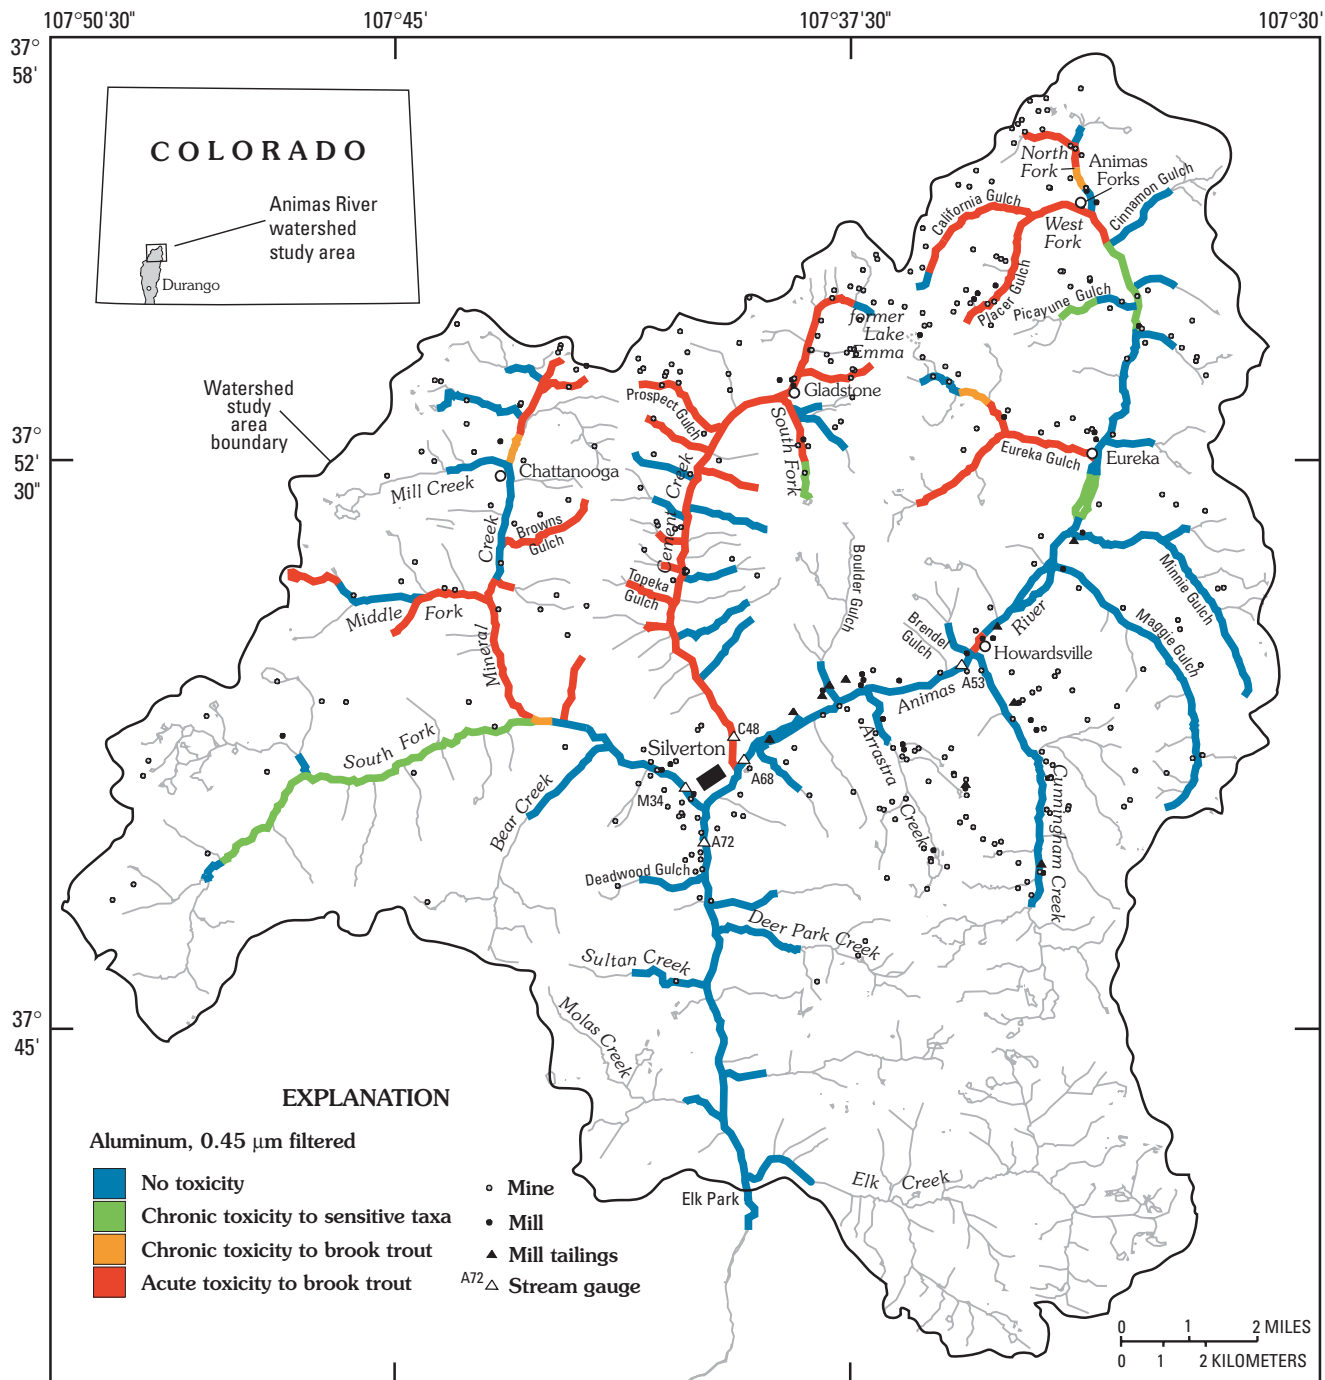 107°50'30"
107°45'
107°37'30"
107°30'
37°
58'
COLORADO
Animas River
watershed
study area
Durango
North
Fork
Animas
Forks
Cinnamon Gulch
California Gulch
West
Fork
Placer Gulch
Picayune Gulch
former
Lake
Emma
Gladstone
Watershed
study
area
boundary
Prospect Gulch
South Fork
37°
52'
30"
Eureka Gulch
Eureka
Chattanooga
Mill Creek
Cement Creek
Creek
Browns
Gulch
Boulder Gulch
Minnie Gulch
Topeka
Gulch
Middle Fork
Mineral
River
Maggie Gulch
Brendel
Gulch
Howardsville
A53
Animas
South Fork
C48
Silverton
Arrastra
Creek
A68
M34
Bear Creek
Cunningham Creek
A72
Deadwood Gulch
Deer Park Creek
Sultan Creek
Molas Creek
37°
45'
EXPLANATION
Aluminum, 0.45 µm filtered
No toxicity
Chronic toxicity to sensitive taxa
Chronic toxicity to brook trout
Acute toxicity to brook trout
Mine
Mill
Mill tailings
A72 Stream gauge
Elk Park
Elk Creek
0 1 2 MILES
0 1 2 KILOMETERS